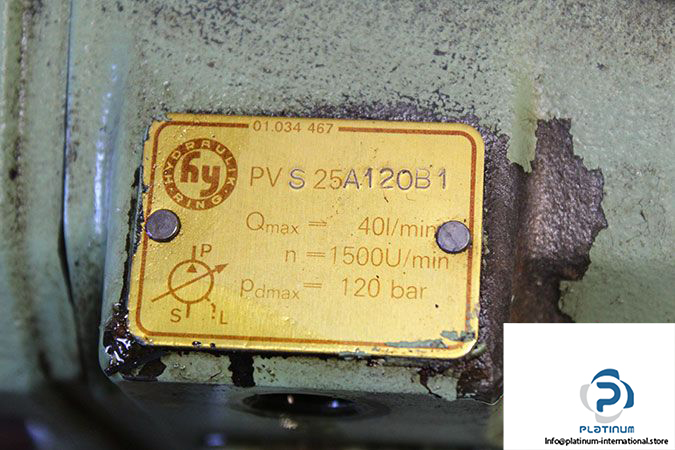 01.034 467
HYDRAULIK
RING
hy
PV S 25A120B1
Qmax = 40l/min
n = 1500U/min
pdmax = 120 bar
P
S
L
PLATINUM
Info@platinum-international.store